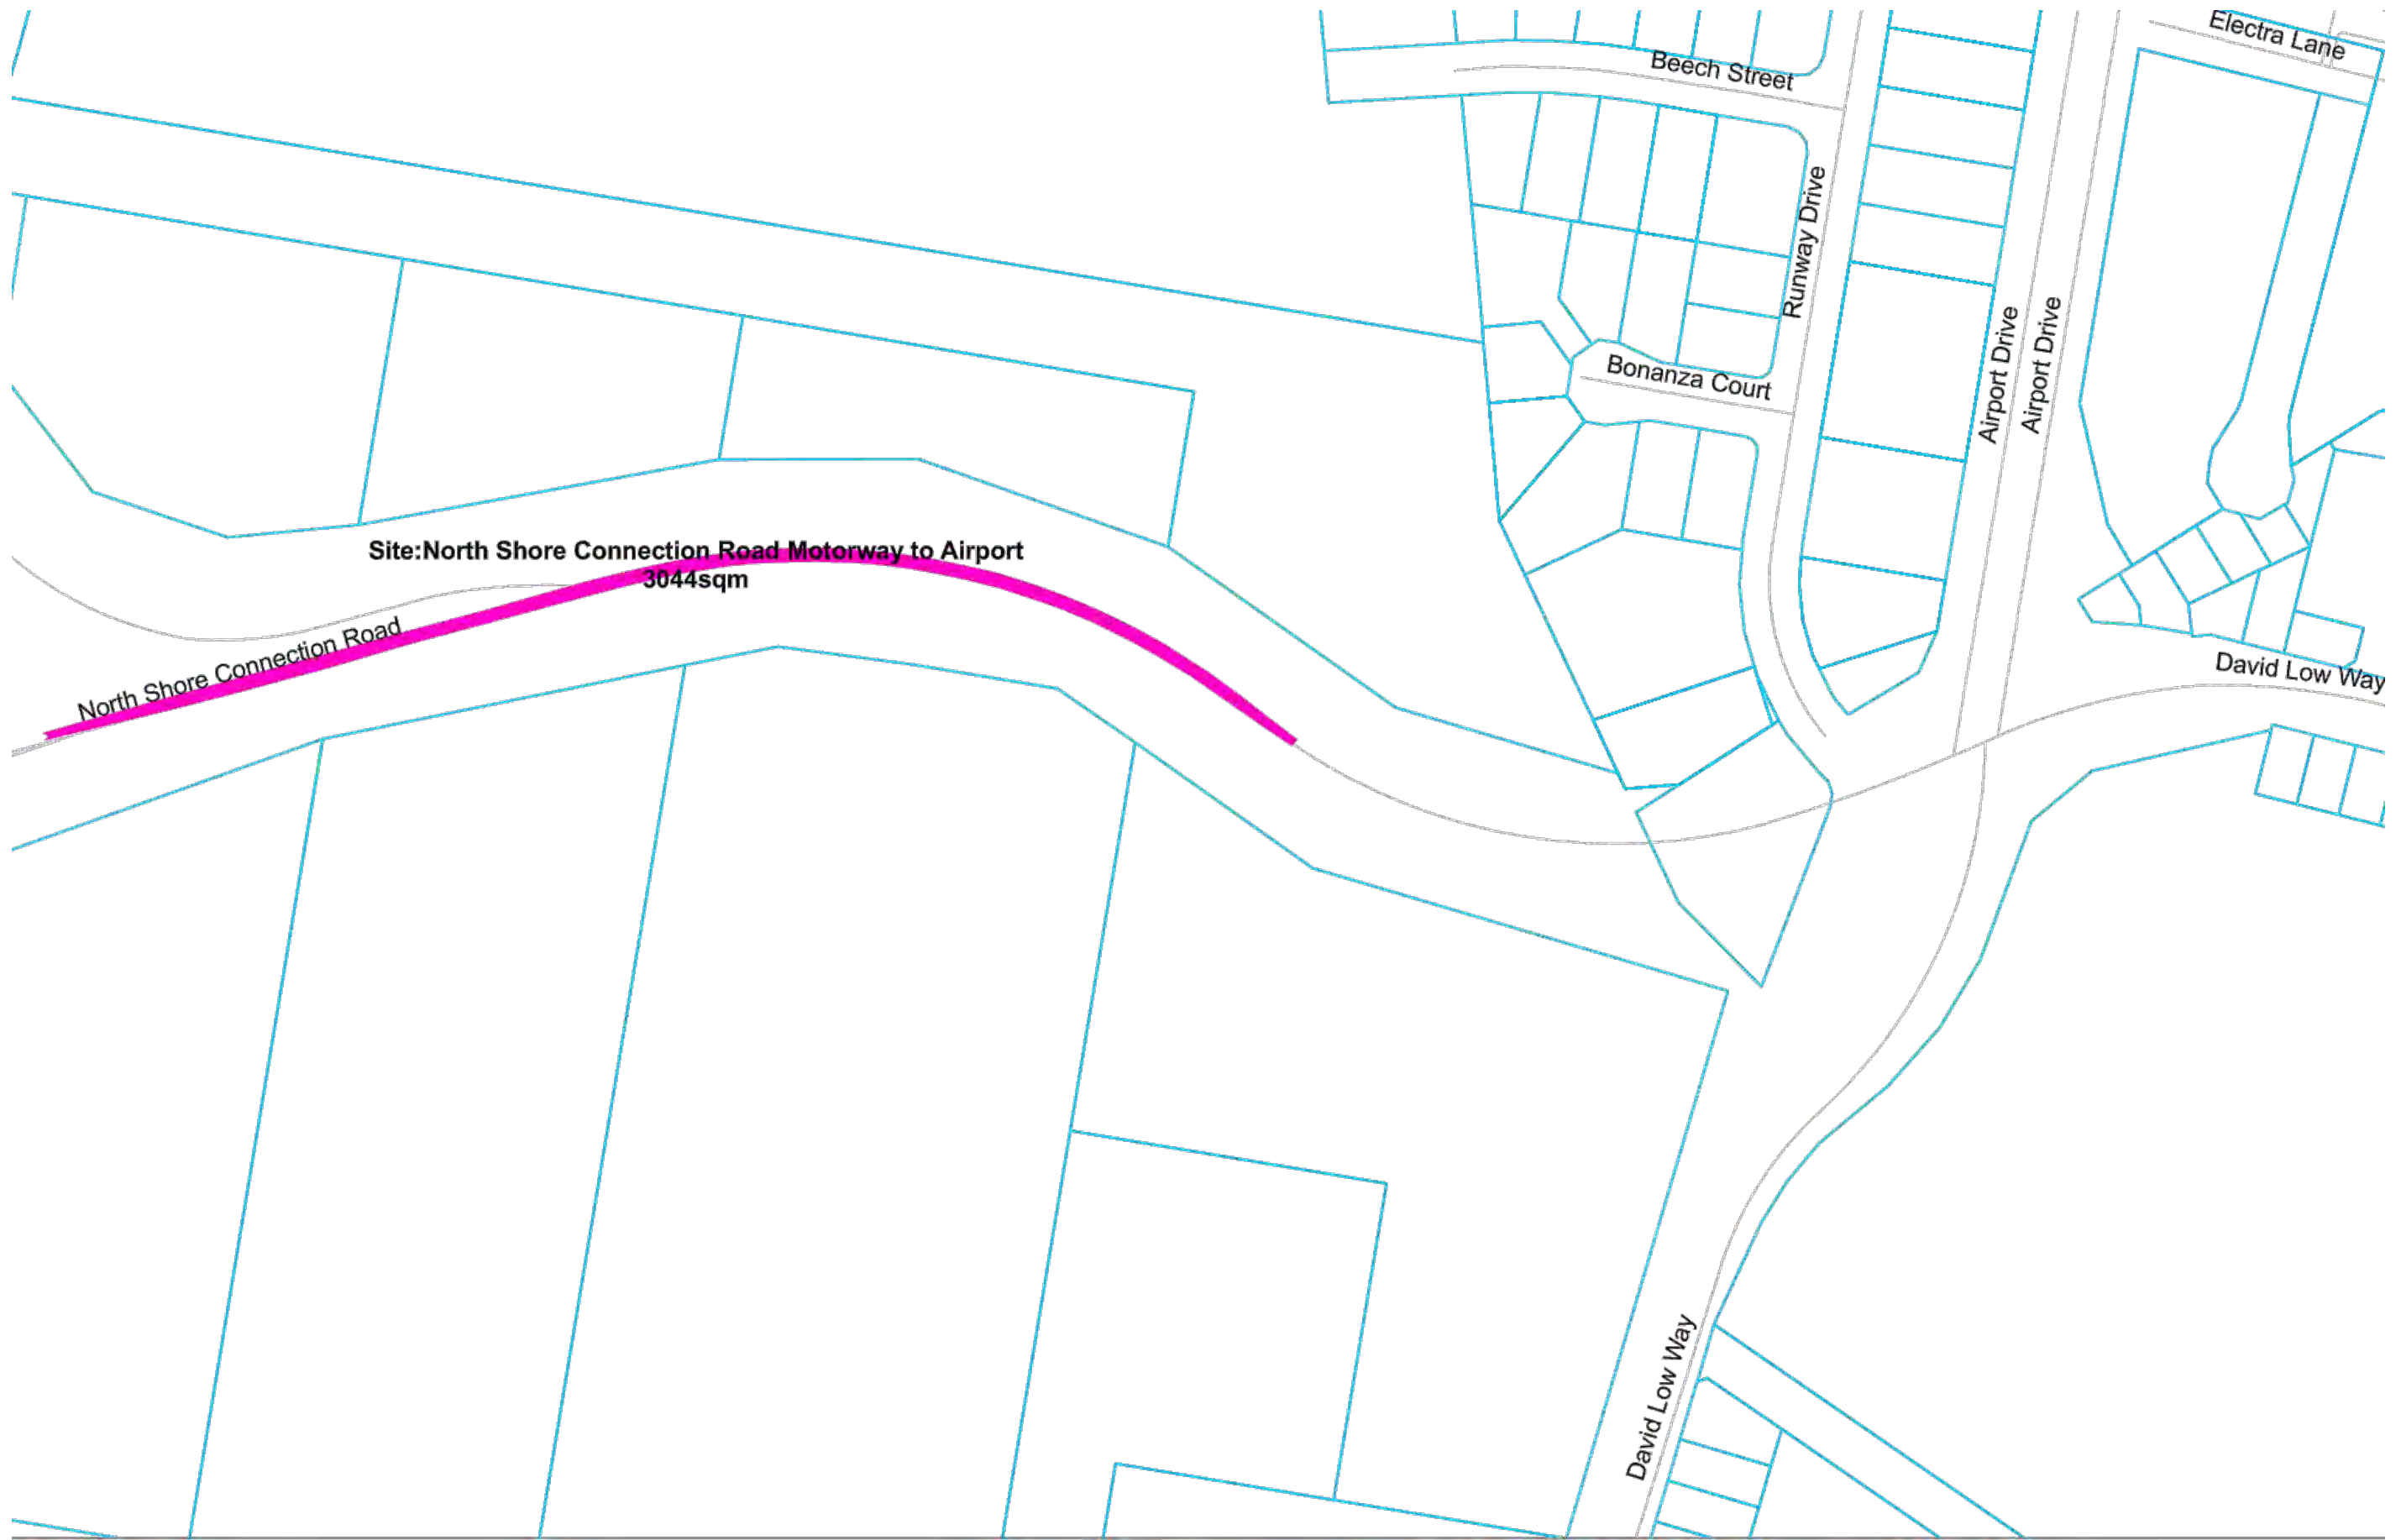 Electra Lane
Beech Street
Runway Drive
Airport Drive
Airport Drive
Bonanza Court
Site:North Shore Connection Road Motorway to Airport
3044sqm
North Shore Connection Road
David Low Way
David Low Way